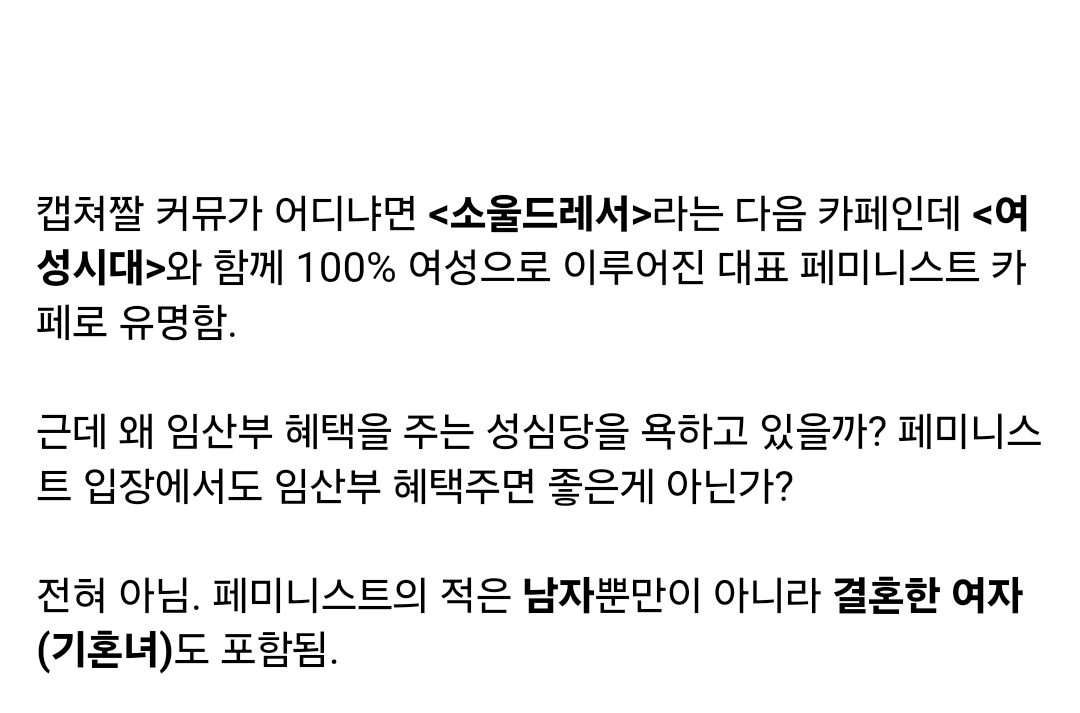 캡쳐짤 커뮤가 어디냐면 <소울드레서>라는 다음 카페인데 <여
성시대>와 함께 100% 여성으로 이루어진 대표 페미니스트 카
페로 유명함.
근데 왜 임산부 혜택을 주는 성심당을 욕하고 있을까? 페미니스
트 입장에서도 임산부 혜택주면 좋은게 아닌가?
전혀 아님. 페미니스트의 적은 남자뿐만이 아니라 결혼한 여자
(기혼녀)도 포함됨.